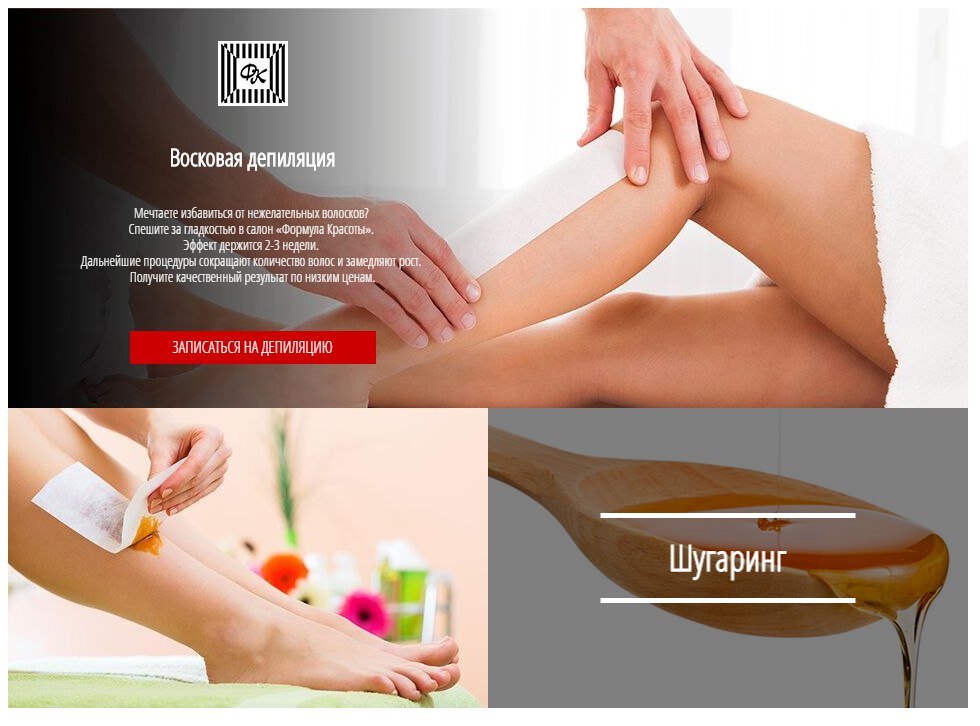 ФК
Восковая депиляция
Мечтаете избавиться от нежелательных волосков?
Спешите за гладкостью в салон «Формула Красоты».
Эффект держится 2-3 недели.
Дальнейшие процедуры сокращают количество волос и замедляют рост.
Получите качественный результат по низким ценам.
ЗАПИСАТЬСЯ НА ДЕПИЛЯЦИЮ
Шугаринг